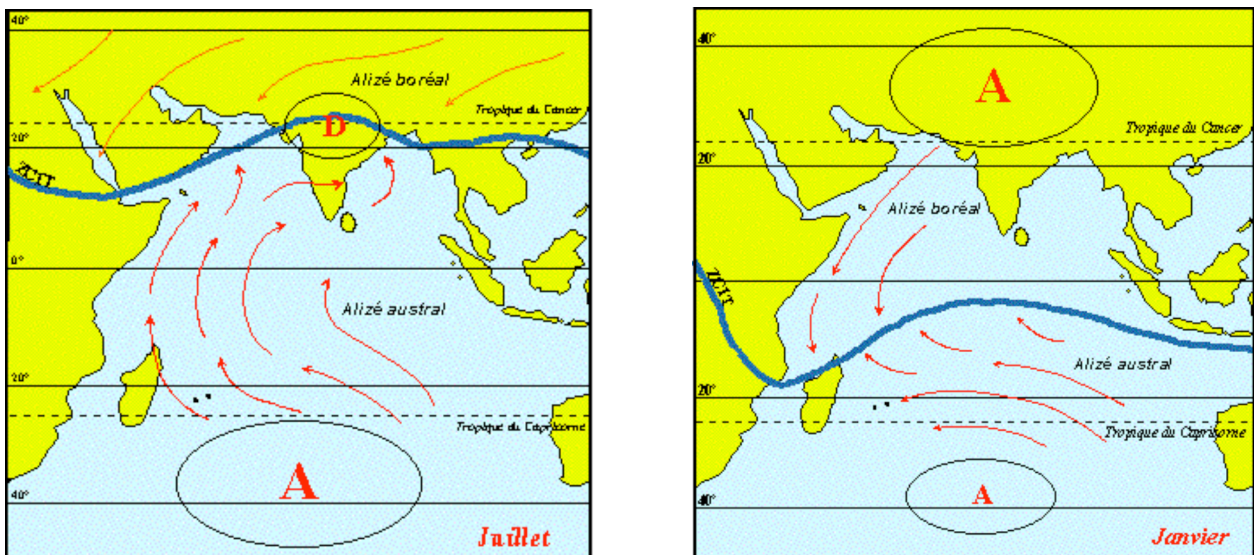 40°
Alizé boréal
Tropique du Cancer
D
20°
ZCIT
0°
Alizé austral
20°
Tropique du Capricorne
A
40°
Juillet
40°
A
Tropique du Cancer
20°
Alizé boréal
0°
ZCIT
Alizé austral
20°
Tropique du Capricorne
A
40°
Janvier